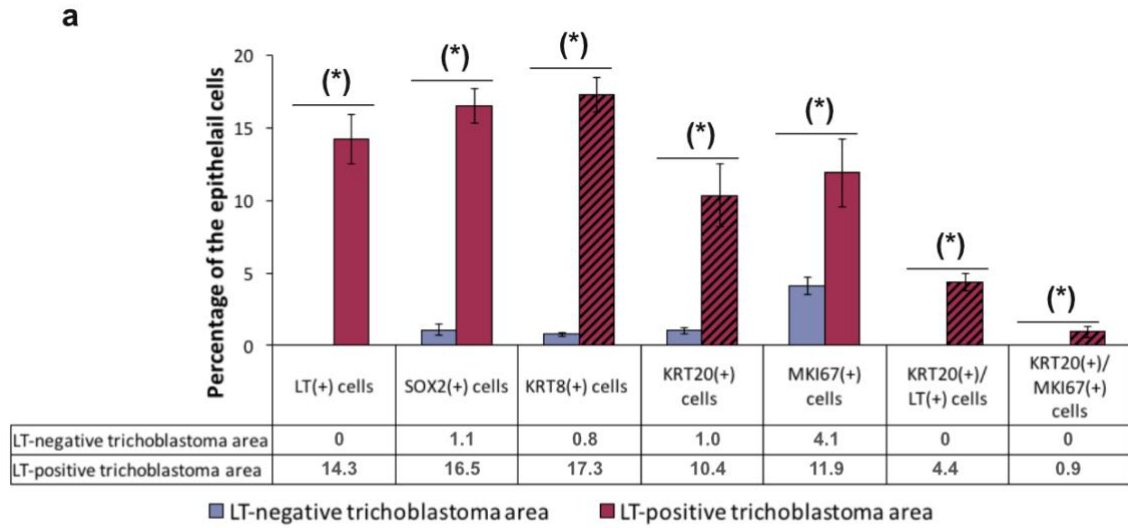 a
Percentage of the epithelail cells
20
15
10
5
0
(*)
(*)
(*)
(*)
(*)
(*)
(*)
LT(+) cells
SOX2(+) cells
KRT8(+) cells
KRT20(+)
cells
MKI67(+)
cells
KRT20(+)/
LT(+) cells
KRT20(+)/
MKI67(+)
cells
LT-negative trichoblastoma area 0 1.1 0.8 1.0 4.1 0 0
LT-positive trichoblastoma area 14.3 16.5 17.3 10.4 11.9 4.4 0.9
LT-negative trichoblastoma area LT-positive trichoblastoma area